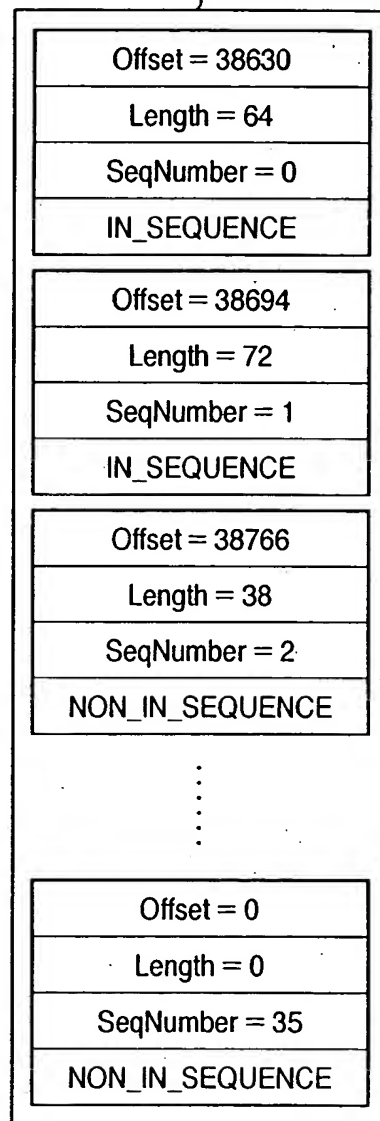 Offset = 38630
Length = 64
SeqNumber = 0
IN_SEQUENCE
Offset = 38694
Length = 72
SeqNumber = 1
IN_SEQUENCE
Offset = 38766
Length = 38
SeqNumber = 2
NON_IN_SEQUENCE
Offset = 0
Length = 0
SeqNumber = 35
NON_IN_SEQUENCE